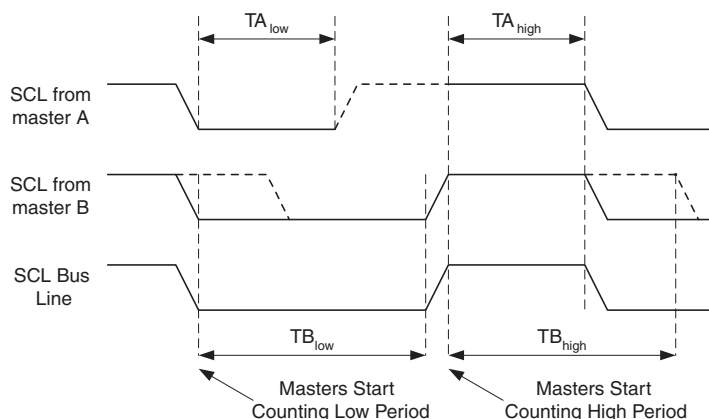 TA low
TA high
SCL from
master A
SCL from
master B
SCL Bus
Line
TB low
TB high
Masters Start
Counting Low Period
Masters Start
Counting High Period